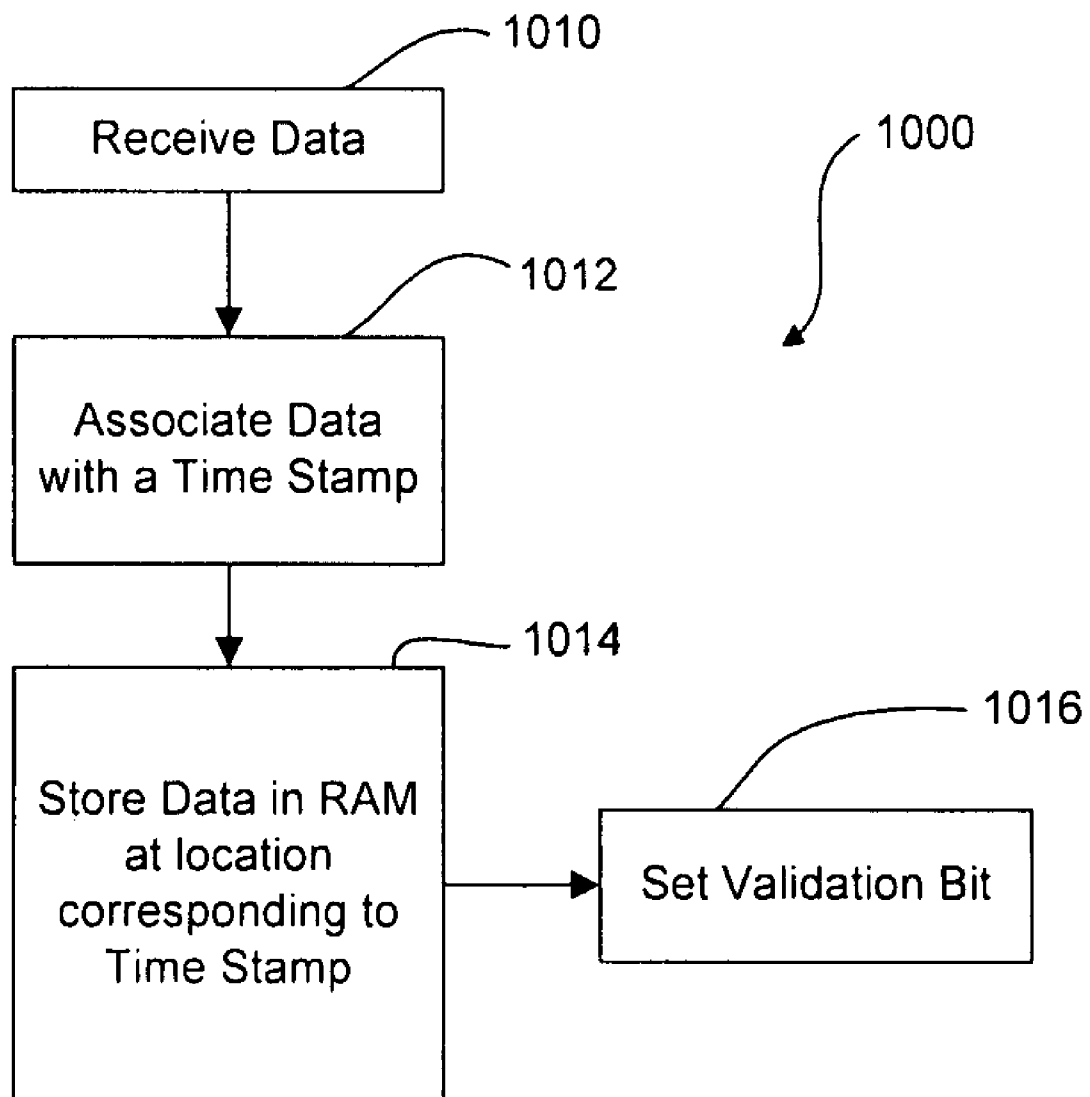 1010
Receive Data
1000
1012
Associate Data
with a Time Stamp
1014
Store Data in RAM
at location
corresponding to
Time Stamp
1016
Set Validation Bit